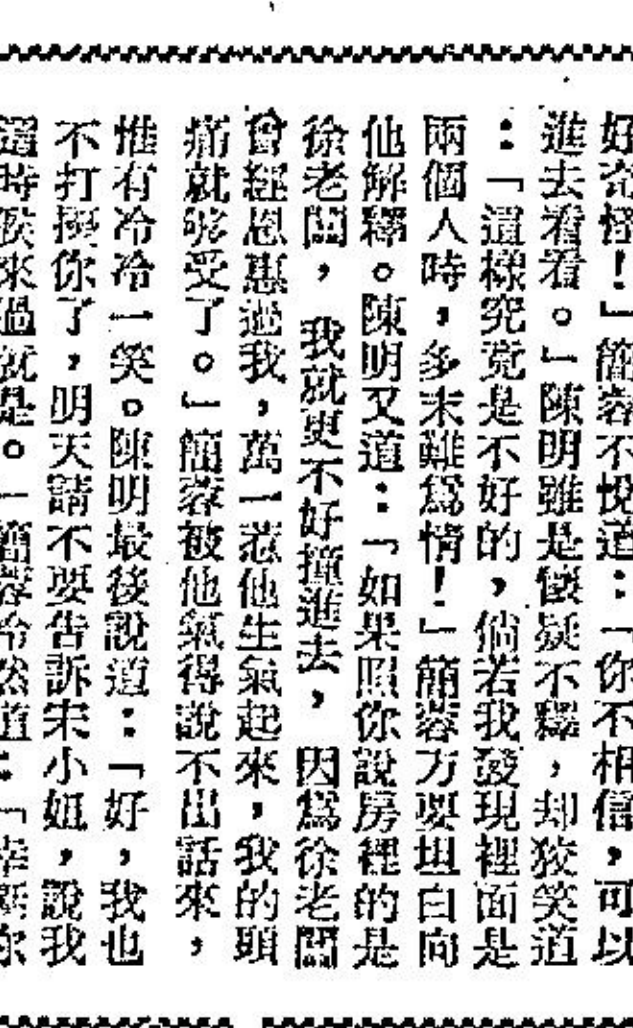 好奇怪！」簡蓉不悅道：「你不相信，可以
進去看看。」陳明雖是懷疑不釋，却狡笑道
：「這樣究竟是不好的，倘若我發現裡面是
兩個人時，多末難爲情！」簡蓉方要坦白向
他解釋。陳明又道：「如果照你說房裡的是
徐老闆，我就更不好撞進去，因爲徐老闆
曾經恩惠過我，萬一惹他生氣起來，我的頭
痛就够受了。」簡蓉被他氣得說不出話來，
惟有冷冷一笑。陳明最後說道：「好，我也
不打擾你了，明天請不要告訴宋小姐，說我
這時候來過就是。」簡蓉冷然道：「幸 你